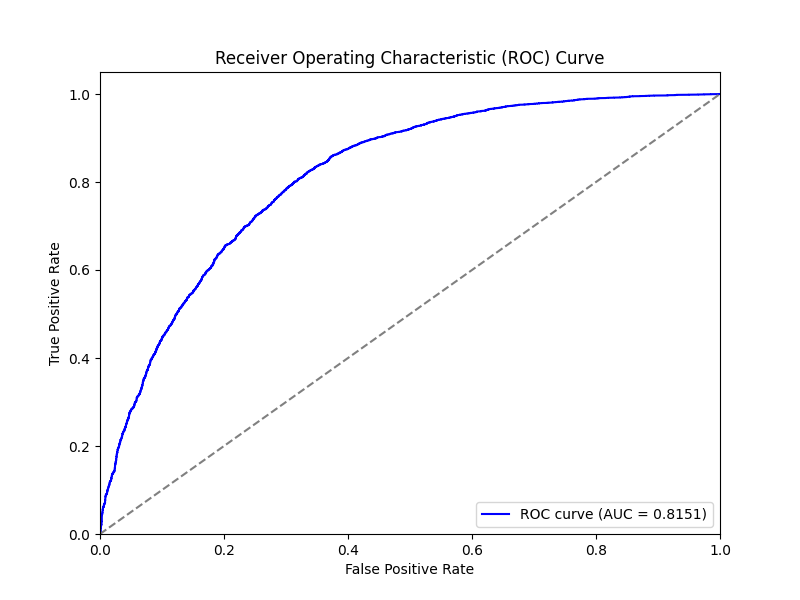 Receiver Operating Characteristic (ROC) Curve
True Positive Rate
1.0
0.8
0.6
0.4
0.2
0.0
ROC curve (AUC = 0.8151)
0.0 0.2 0.4 0.6 0.8 1.0
False Positive Rate